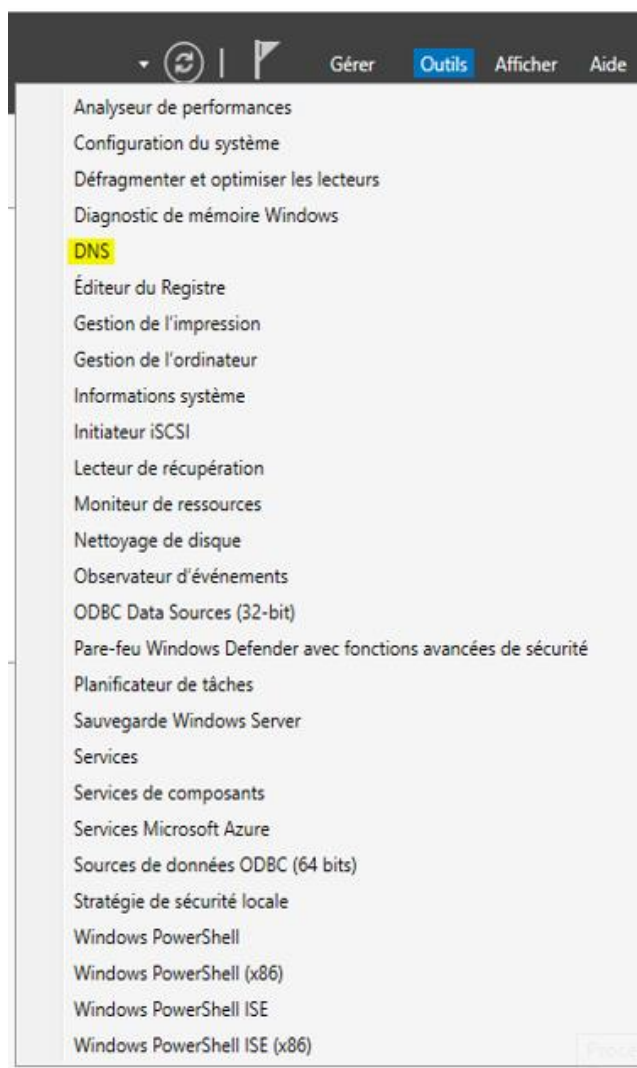 Gérer Outils Afficher Aide
Analyseur de performances
Configuration du système
Défragmenter et optimiser les lecteurs
Diagnostic de mémoire Windows
DNS
Éditeur du Registre
Gestion de l'impression
Gestion de l'ordinateur
Informations système
Initiateur iSCSI
Lecteur de récupération
Moniteur de ressources
Nettoyage de disque
Observateur d'événements
ODBC Data Sources (32-bit)
Pare-feu Windows Defender avec fonctions avancées de sécurité
Planificateur de tâches
Sauvegarde Windows Server
Services
Services de composants
Services Microsoft Azure
Sources de données ODBC (64 bits)
Stratégie de sécurité locale
Windows PowerShell
Windows PowerShell (x86)
Windows PowerShell ISE
Windows PowerShell ISE (x86)